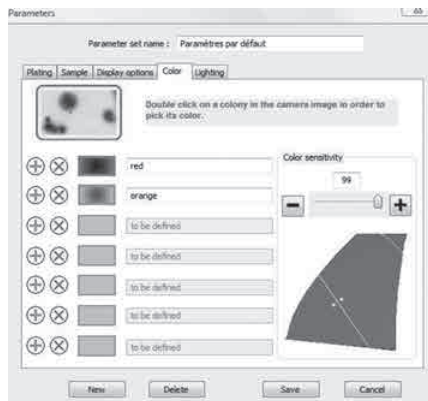 Parameters
Parameter set name : Paramètres par défaut
Plating Sample Display options Color Lighting
Double click on a colony in the camera image in order to
pick its color.
red
orange
to be defined
to be defined
to be defined
to be defined
to be defined
Color sensitivity
99
New Delete Save Cancel